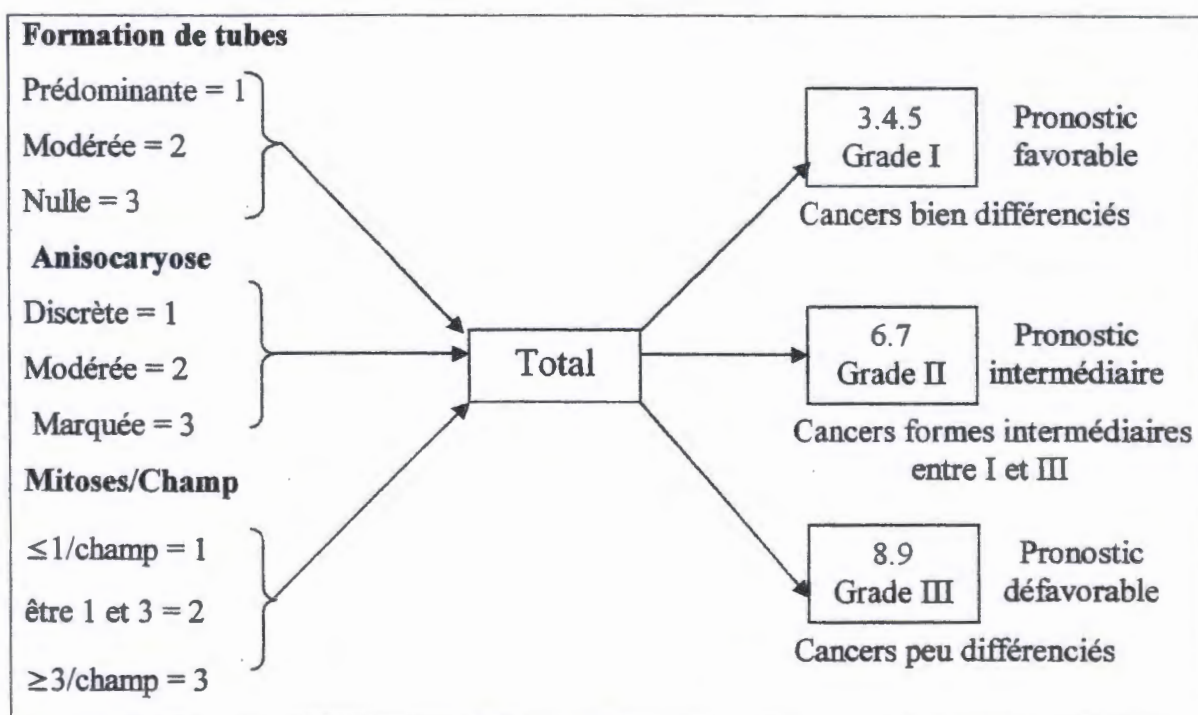 Formation de tubes
Prédominante = 1
Modérée = 2
Nulle = 3
Anisocaryose
Discrète = 1
Modérée = 2
Marquée = 3
Mitoses/Champ
≤1/champ = 1
être 1 et 3 = 2
≥3/champ = 3
Total
3.4.5
Grade I
Pronostic
favorable
Cancers bien différenciés
6.7
Grade II
Pronostic
intermédiaire
Cancers formes intermédiaires
entre I et III
8.9
Grade III
Pronostic
défavorable
Cancers peu différenciés